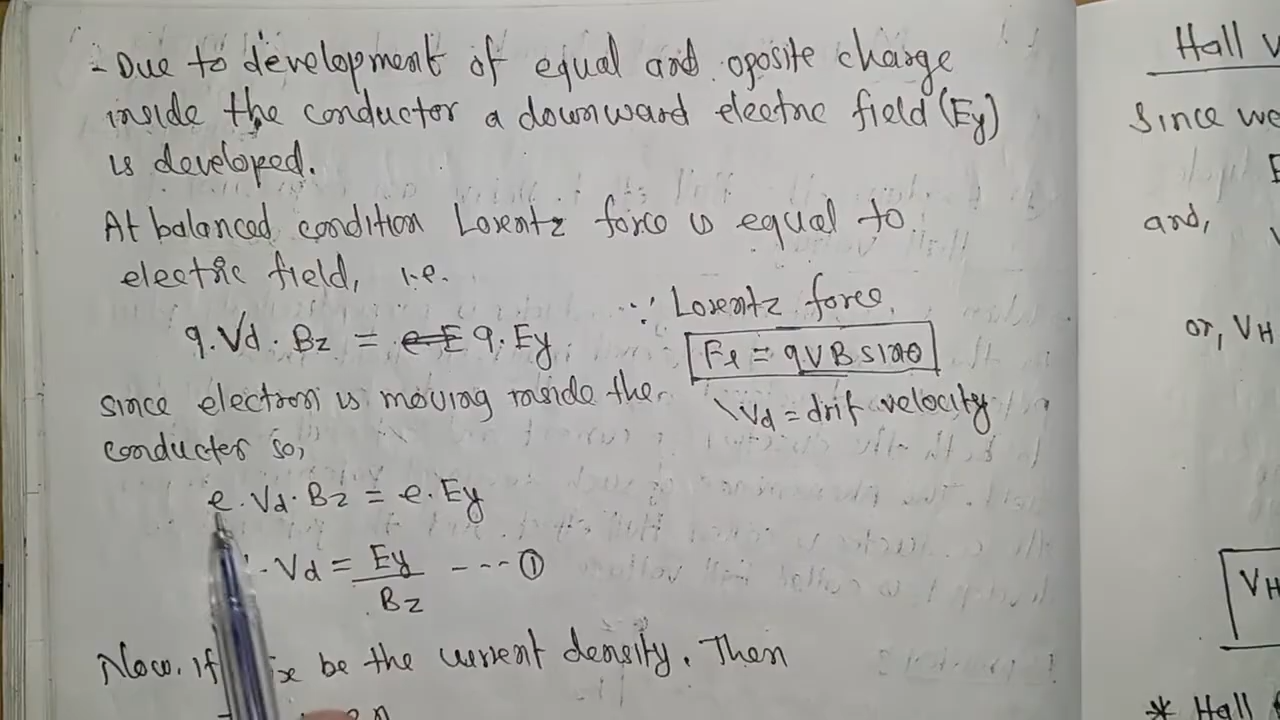 - Due to development of equal and oposite charge
inside the conductor a downward electric field (Ey)
is developed.
At balanced condition Lorentz force is equal to
electric field, i.e.
q.Vd.Bz = q.Ey
∵ Lorentz force
Fl = qVB sinθ
Vd = drif velocity
since electron is moving inside the
conductor so,
e.Vd.Bz = e.Ey
Vd = Ey/Bz --- ①
Now, if x be the current density. Then
Hall V
Since we
and,
or, VH
VH
* Hall